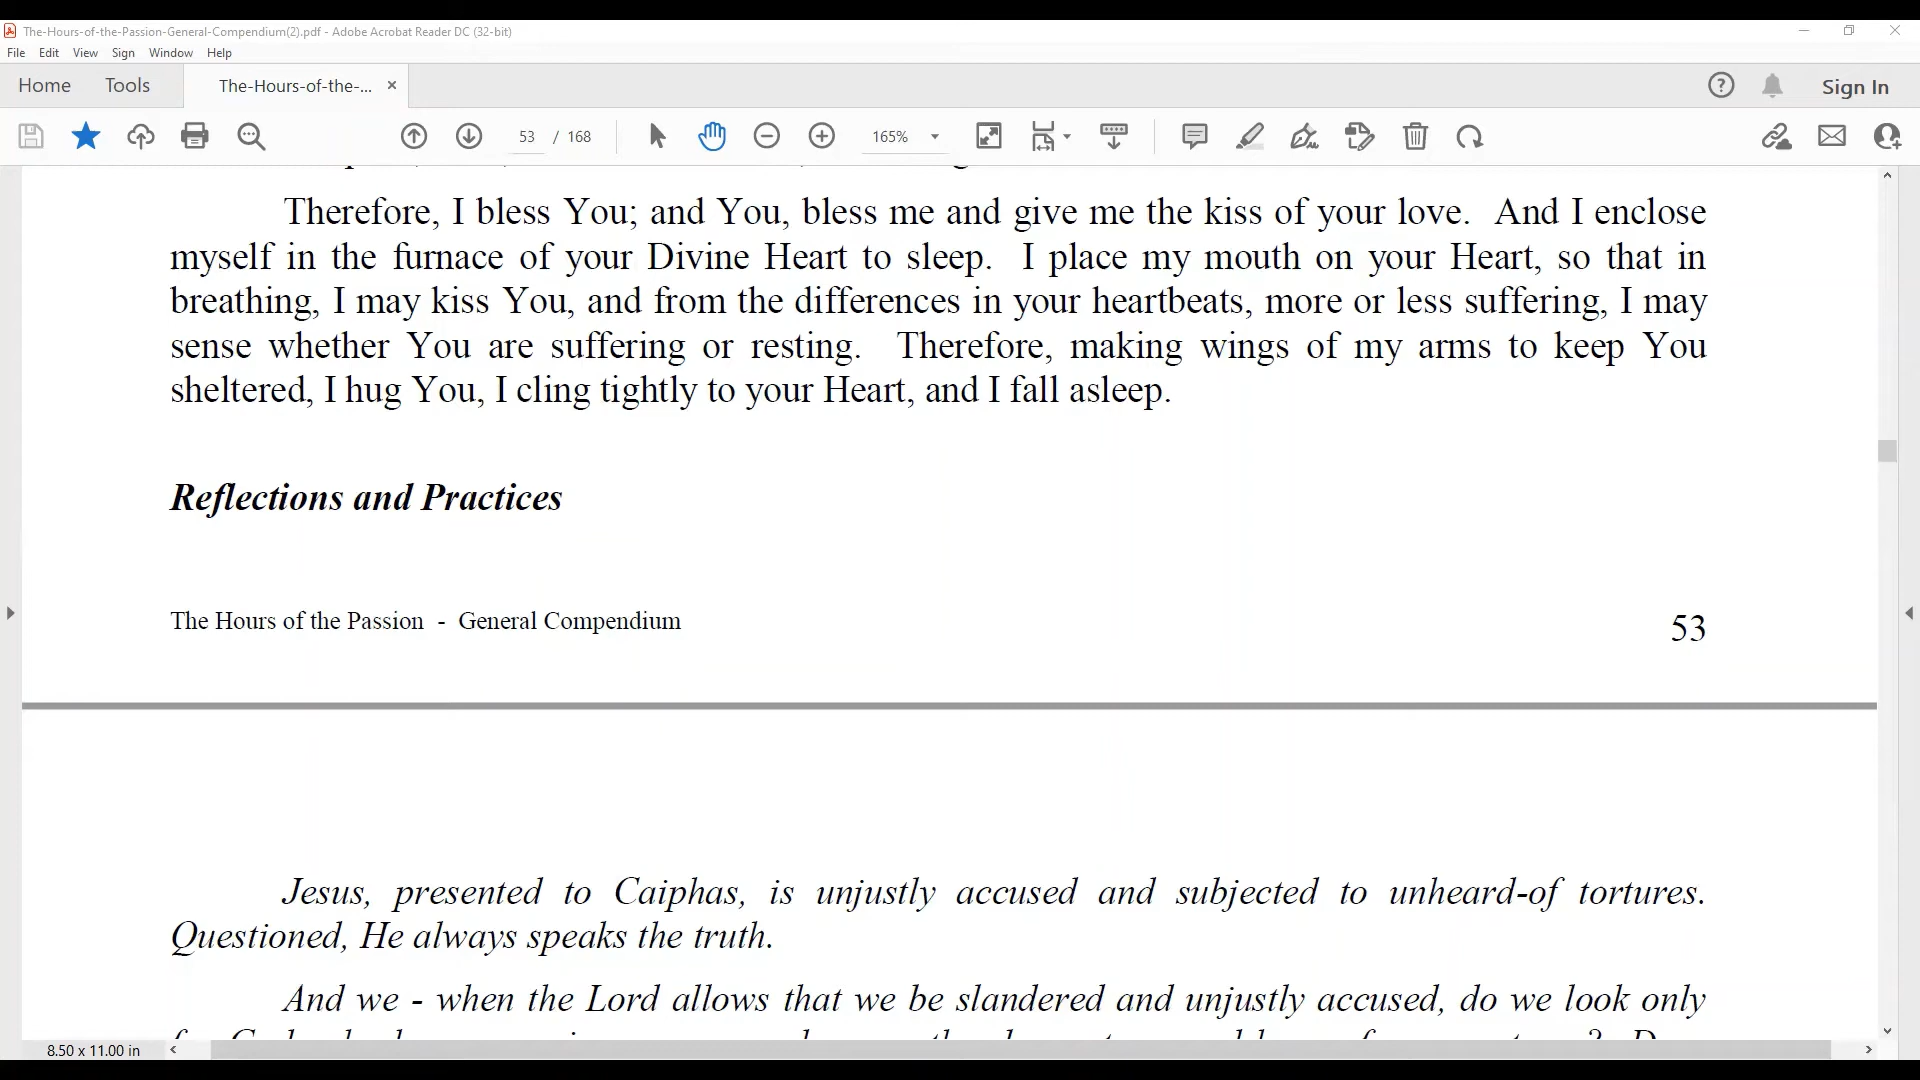 The-Hours-of-the-Passion-General-Compendium(2).pdf - Adobe Acrobat Reader DC (32-bit)
File Edit View Sign Window Help
Home Tools The-Hours-of-the-... × Sign In
53 / 168 165%
Therefore, I bless You; and You, bless me and give me the kiss of your love. And I enclose
myself in the furnace of your Divine Heart to sleep. I place my mouth on your Heart, so that in
breathing, I may kiss You, and from the differences in your heartbeats, more or less suffering, I may
sense whether You are suffering or resting. Therefore, making wings of my arms to keep You
sheltered, I hug You, I cling tightly to your Heart, and I fall asleep.
Reflections and Practices
The Hours of the Passion - General Compendium 53
Jesus, presented to Caiphas, is unjustly accused and subjected to unheard-of tortures.
Questioned, He always speaks the truth.
And we - when the Lord allows that we be slandered and unjustly accused, do we look only
8.50 x 11.00 in